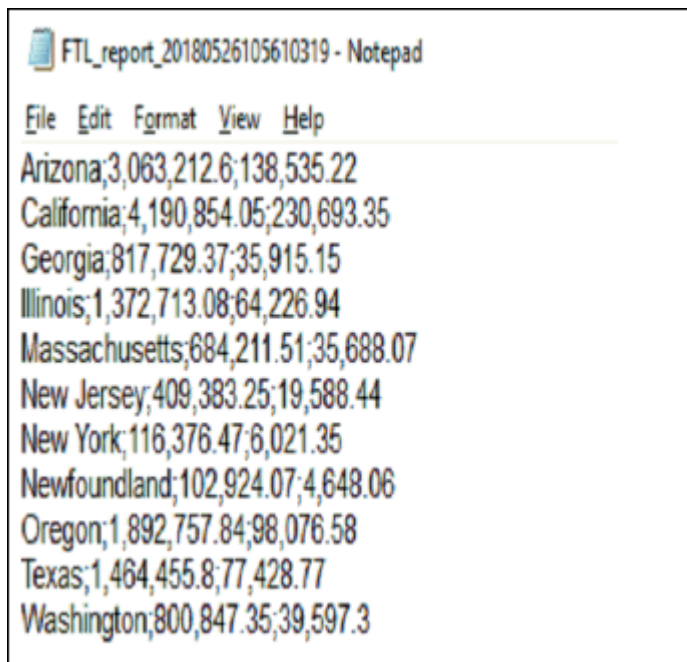 FTL_report_20180526105610319 - Notepad
File Edit Format View Help
Arizona;3,063,212.6;138,535.22
California;4,190,854.05;230,693.35
Georgia;817,729.37;35,915.15
Illinois;1,372,713.08;64,226.94
Massachusetts;684,211.51;35,688.07
New Jersey;409,383.25;19,588.44
New York;116,376.47;6,021.35
Newfoundland;102,924.07;4,648.06
Oregon;1,892,757.84;98,076.58
Texas;1,464,455.8;77,428.77
Washington;800,847.35;39,597.3